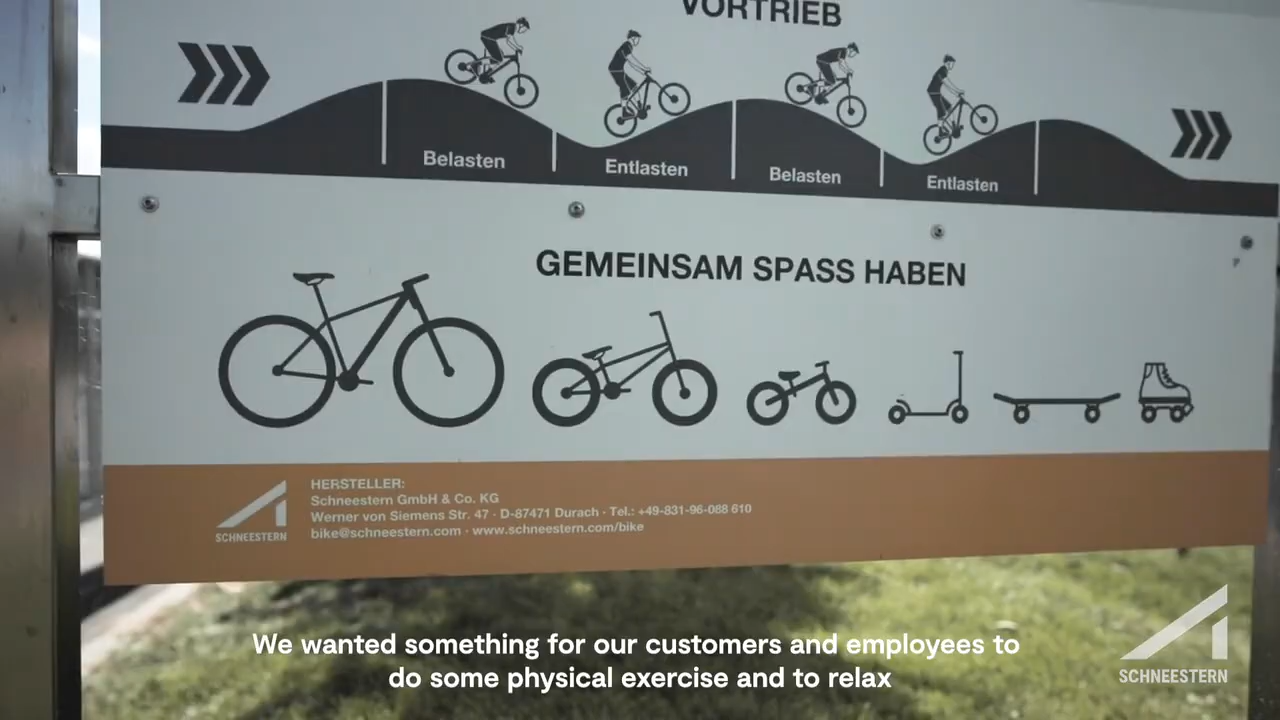 VORTRIEB
Belasten
Entlasten
Belasten
Entlasten
GEMEINSAM SPASS HABEN
HERSTELLER:
Schneestern GmbH & Co. KG
Werner von Siemens Str. 47 · D-87471 Durach · Tel.: +49-831-96-088 610
bike@schneestern.com · www.schneestern.com/bike
SCHNEESTERN
We wanted something for our customers and employees to
do some physical exercise and to relax
SCHNEESTERN